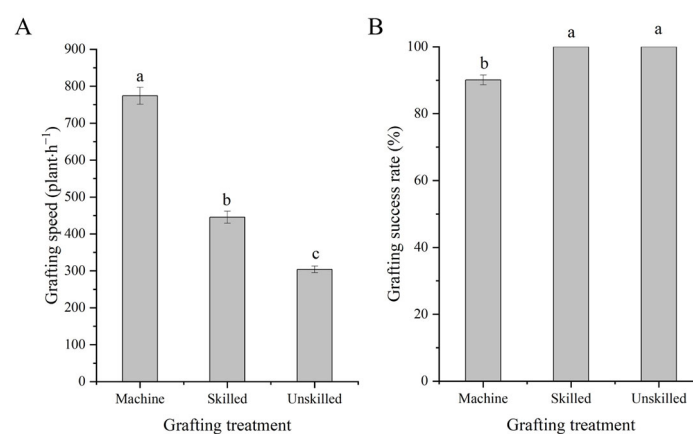 A
Grafting speed (plant·h⁻¹)
900
800
700
600
500
400
300
200
100
0
a
b
c
Machine
Skilled
Unskilled
Grafting treatment
B
Grafting success rate (%)
100
80
60
40
20
0
b
a
a
Machine
Skilled
Unskilled
Grafting treatment